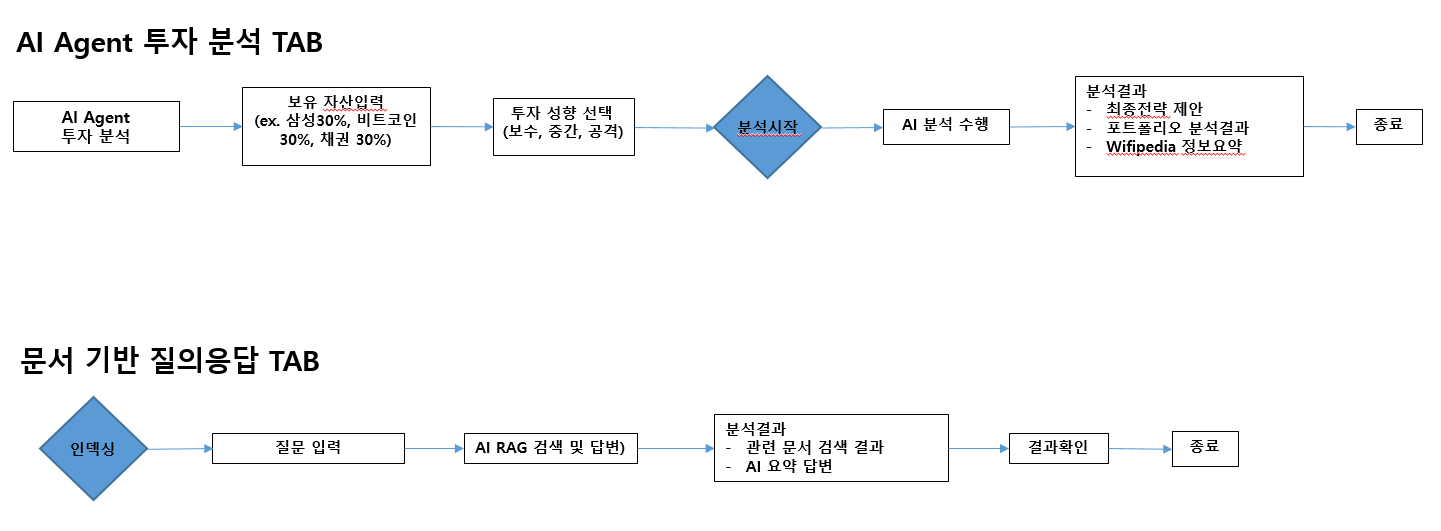 AI Agent 투자 분석 TAB
AI Agent
투자 분석
보유 자산입력
(ex. 삼성30%, 비트코인
30%, 채권 30%)
투자 성향 선택
(보수, 중간, 공격)
분석시작
AI 분석 수행
분석결과
- 최종전략 제안
- 포트폴리오 분석결과
- Wifipedia 정보요약
종료
문서 기반 질의응답 TAB
인덱싱
질문 입력
AI RAG 검색 및 답변)
분석결과
- 관련 문서 검색 결과
- AI 요약 답변
결과확인
종료